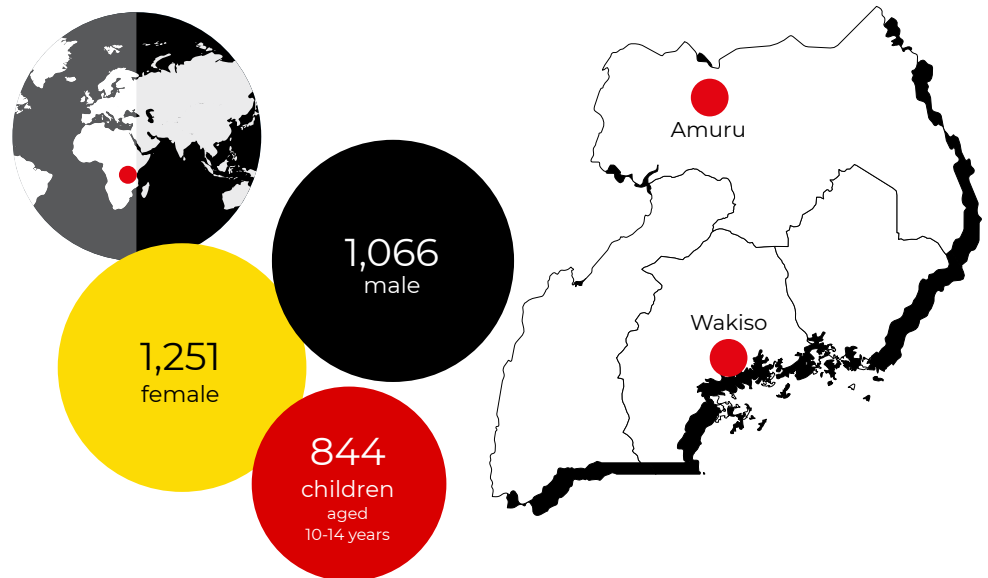 1,066
male
1,251
female
844
children
aged
10-14 years
Amuru
Wakiso